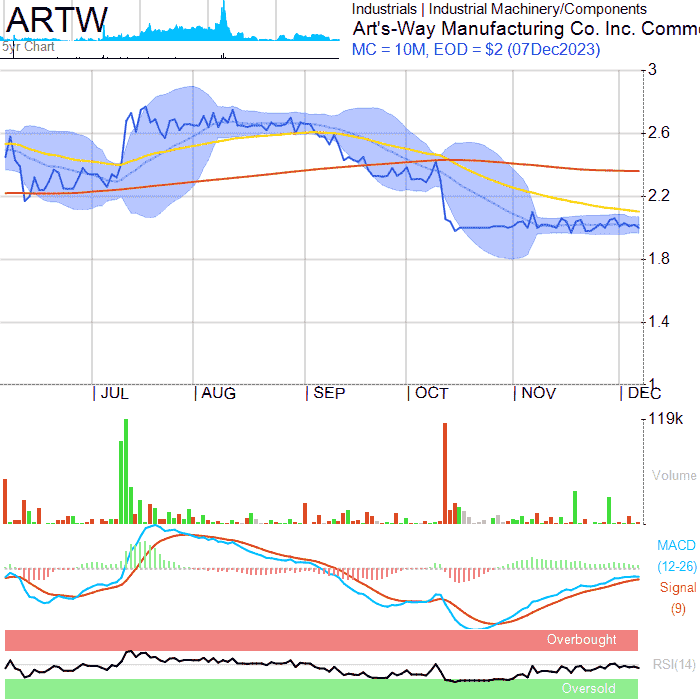 ARTW
5yr Chart
Industrials | Industrial Machinery/Components
Art's-Way Manufacturing Co. Inc. Comm
MC = 10M, EOD = $2 (07Dec2023)
3
2.6
2.2
1.8
1.4
1
JUL AUG SEP OCT NOV DEC
119k
Volume
MACD
(12-26)
Signal
(9)
Overbought
RSI(14)
Oversold